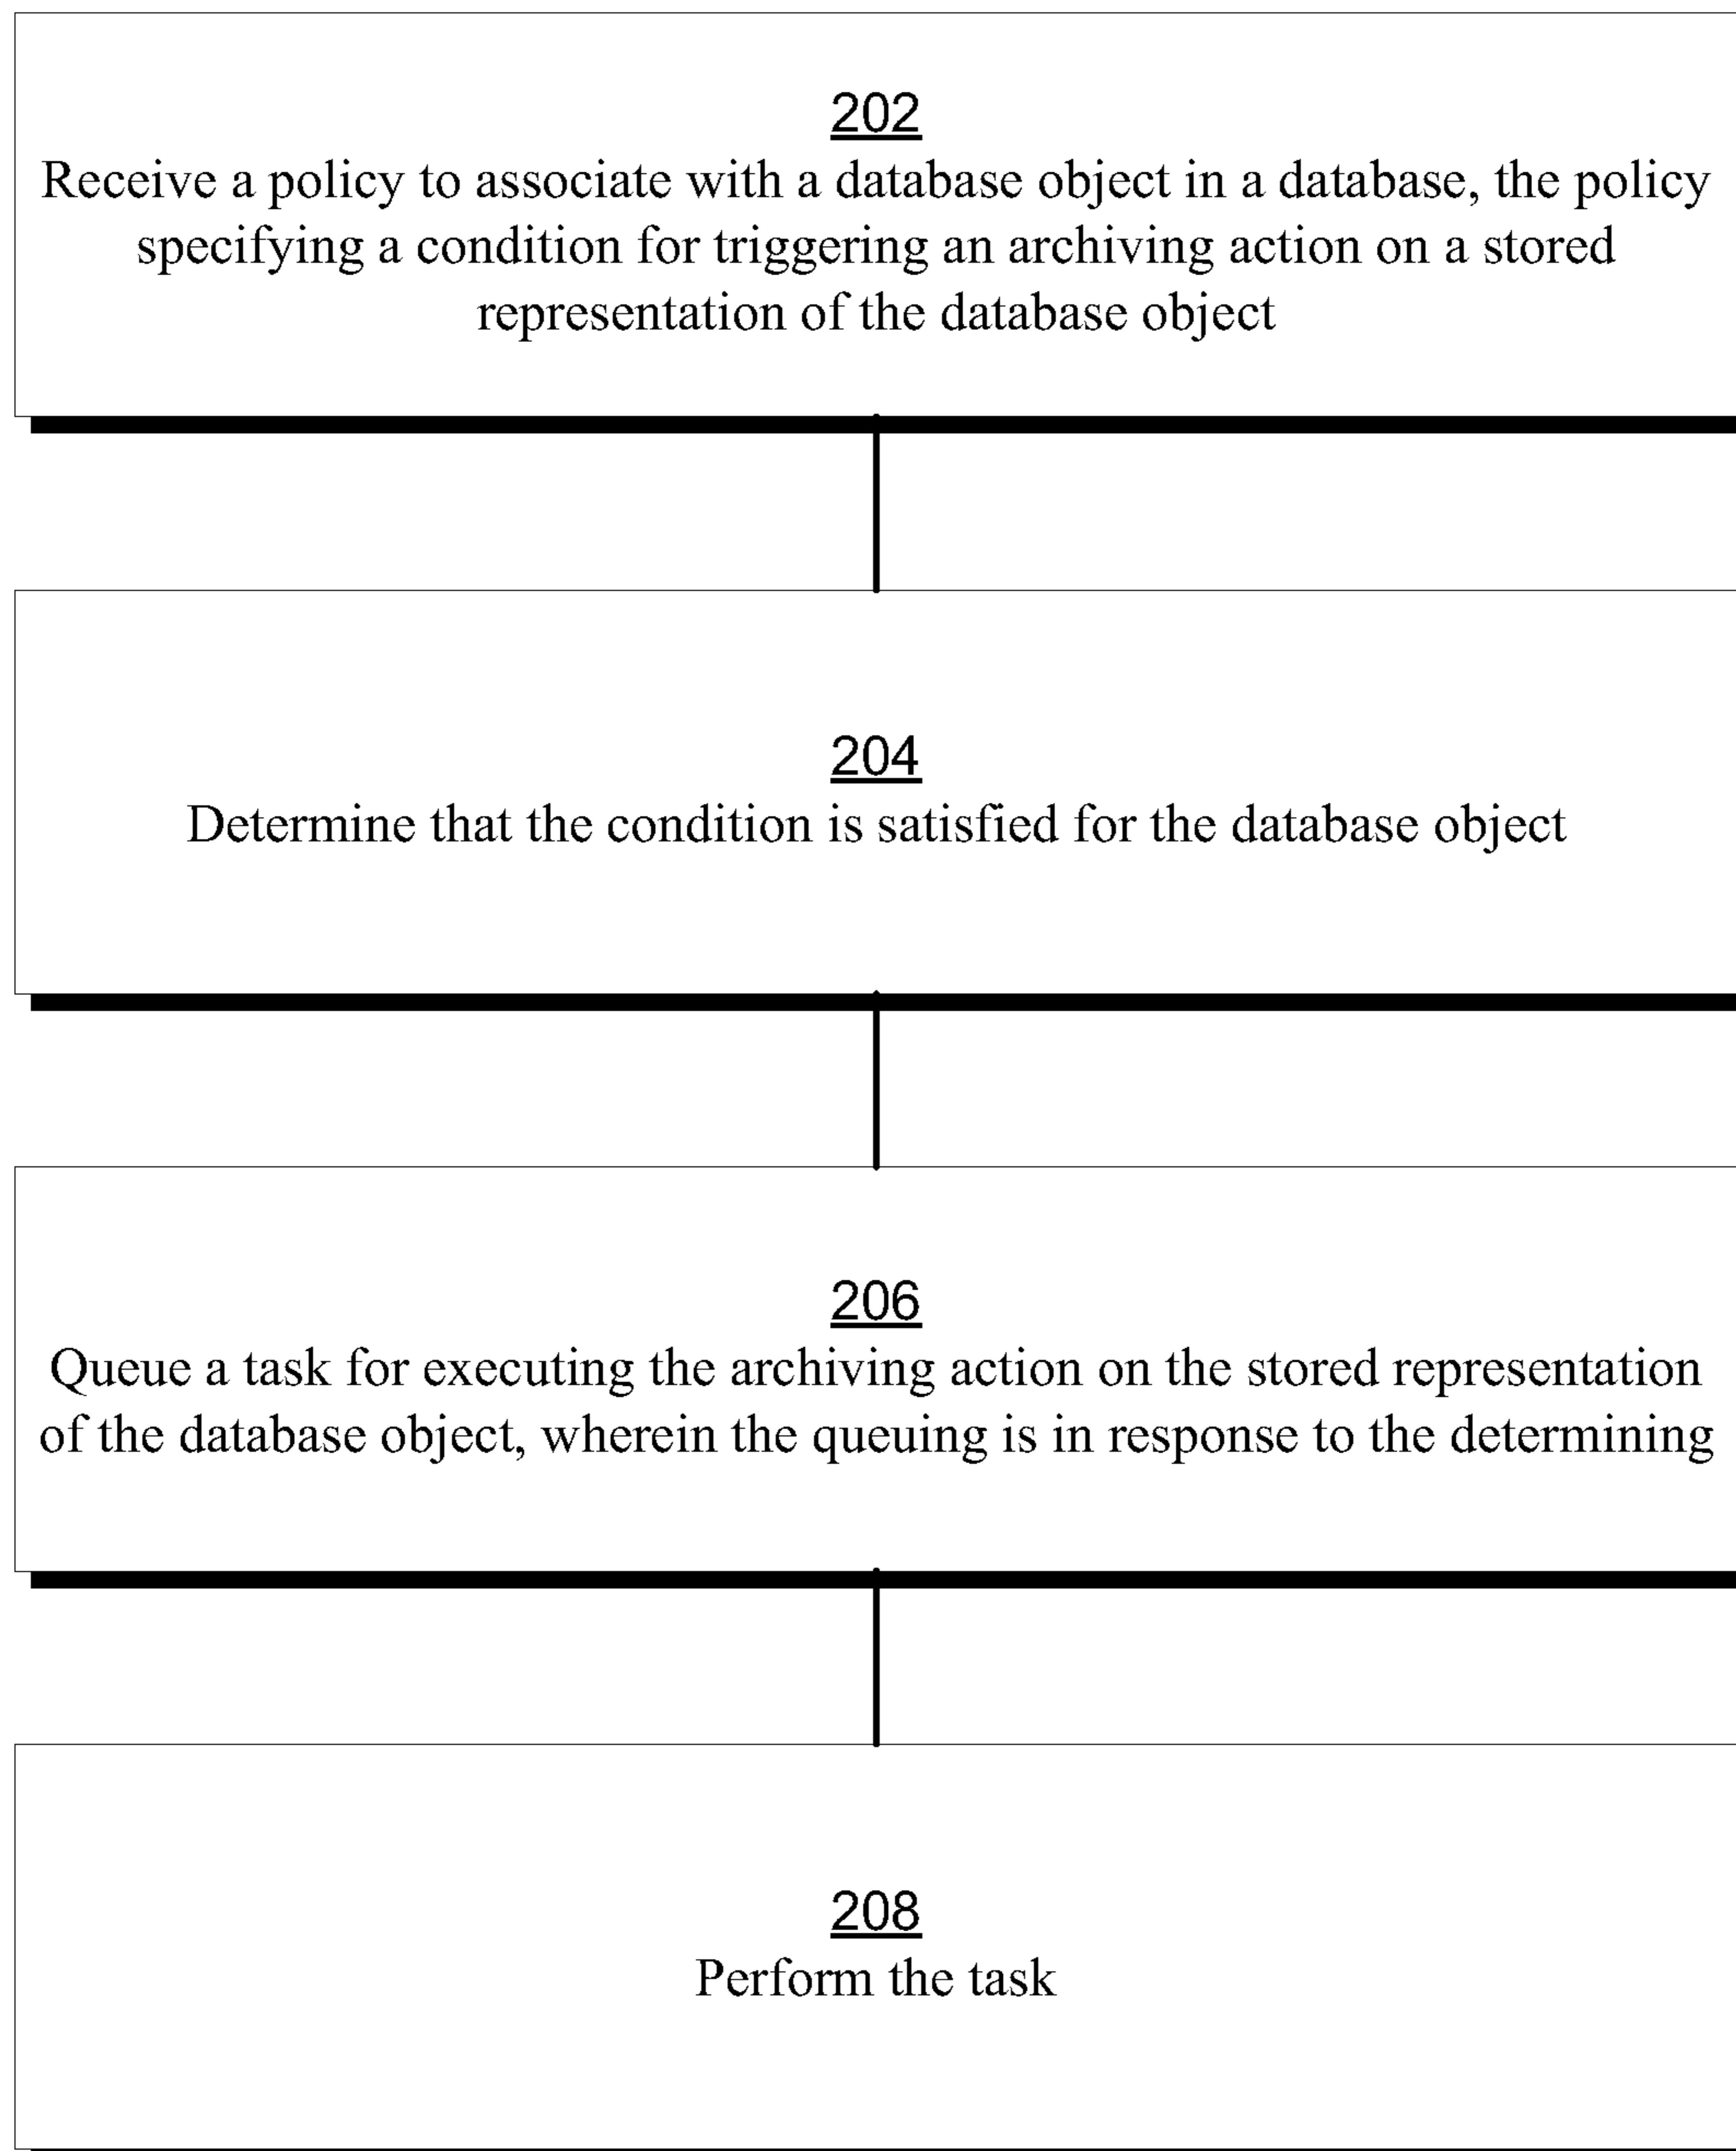 202
Receive a policy to associate with a database object in a database, the policy
specifying a condition for triggering an archiving action on a stored
representation of the database object
204
Determine that the condition is satisfied for the database object
206
Queue a task for executing the archiving action on the stored representation
of the database object, wherein the queuing is in response to the determining
208
Perform the task